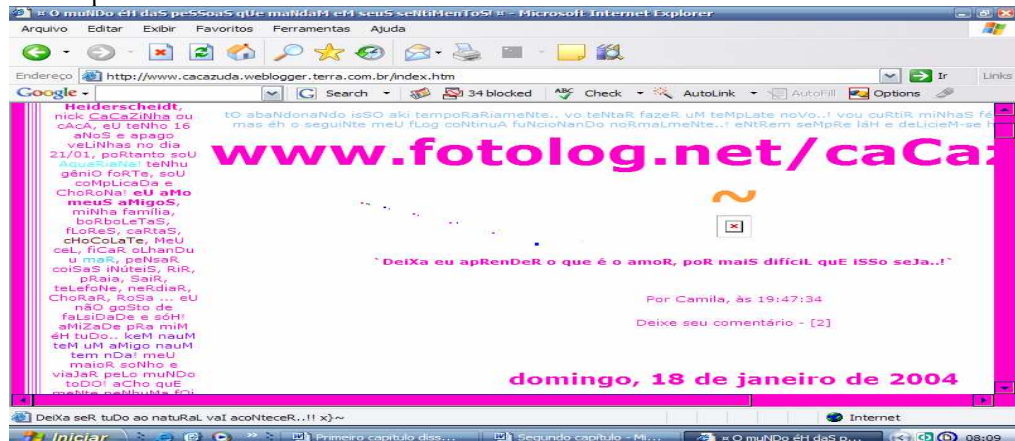 ¤ O muNDo éH daS peSSoaS qUe maNdaM eM seuS seNtiMenToS! ¤ - Microsoft Internet Explorer
Arquivo Editar Exibir Favoritos Ferramentas Ajuda
Endereço http://www.cacazuda.weblogger.terra.com.br/index.htm Ir Links
Google Search 34 blocked Check AutoLink AutoFill Options
Heiderscheidt,
nick CaCaZiNha ou
cAcA, eU teNho 16
aNoS e apago
veLiNhas no dia
21/01, poRtanto soU
AquaRiaNa! teNhu
gêniO foRTe, soU
coMpLicaDa e
ChoRoNa! eU aMo
meuS aMigoS,
miNha família,
boRboLeTaS,
fLoReS, caRtaS,
cHoCoLaTe, MeU
ceL, fiCaR oLhanDu
u maR, peNsaR
coiSaS iNúteiS, RiR,
pRaia, SaiR,
teLefoNe, neRdiaR,
ChoRaR, RoSa ... eU
nãO goSto de
faLsiDaDe e sóH!
aMiZaDe pRa miM
éH tuDo.. keM nauM
teM uM aMigo nauM
tem nDa! meU
maioR soNho e
viaJaR peLo muNDo
toDO! aCho quE
tO abaNdonaNdo isSO aki tempoRaRiameNte.. vo teNtaR fazeR uM teMpLate noVo..! vou cuRtiR miNhaS fé
mas éh o seguiNte meU fLog coNtinuA fuNcioNanDo noRmaLmeNte..! eNtRem seMpRe láH e deLicieM-se
www.fotolog.net/caCaz
~
`DeiXa eu apRenDeR o que é o amoR, poR maiS difíciL quE iSSo seJa..!`
Por Camila, às 19:47:34
Deixe seu comentário - [2]
domingo, 18 de janeiro de 2004
DeiXa seR tuDo ao natuRaL vaI acoNteceR..!! x}~ Internet
Iniciar Primeiro capítulo diss... Segundo capítulo - Mi... ¤ O muNDo éH daS p... 08:09